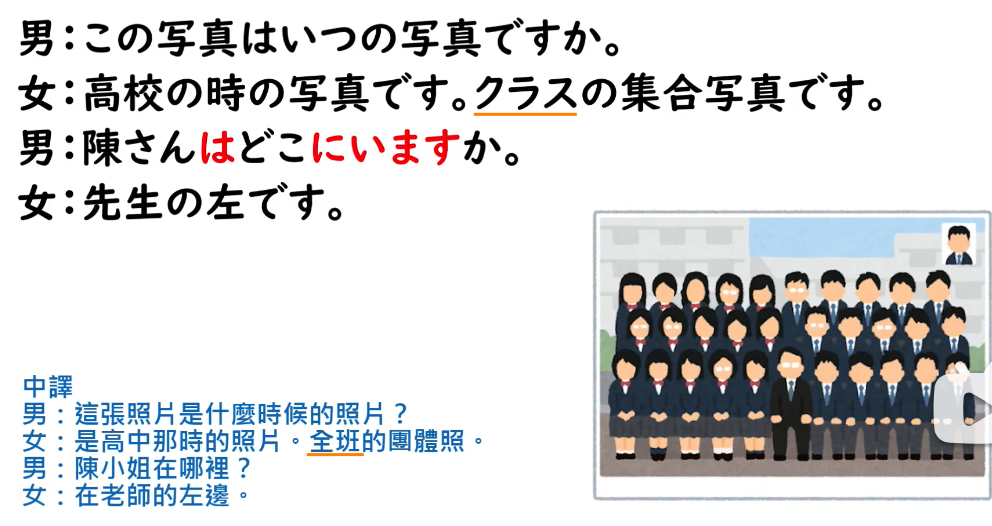 男：この写真はいつの写真ですか。
女：高校の時の写真です。クラスの集合写真です。
男：陳さんはどこにいますか。
女：先生の左です。
中譯
男：這張照片是什麼時候的照片？
女：是高中那時的照片。全班的團體照。
男：陳小姐在哪裡？
女：在老師的左邊。